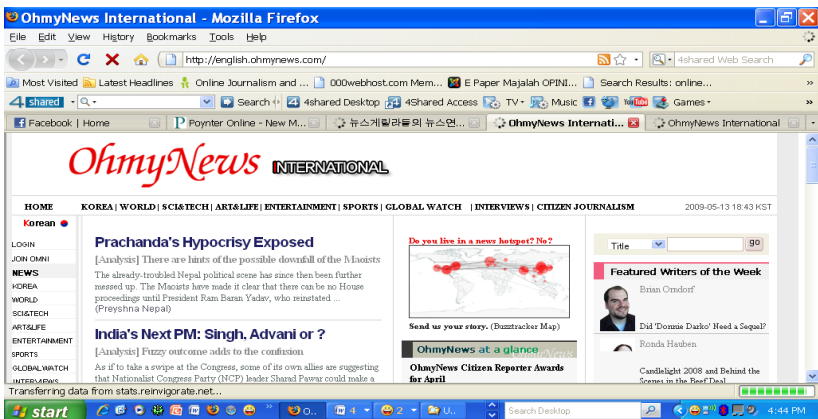 OhmyNews International - Mozilla Firefox
File Edit View History Bookmarks Tools Help
http://english.ohmynews.com/
4shared Web Search
Most Visited Latest Headlines Online Journalism and ... 000webhost.com Mem... E Paper Majalah OPINI... Search Results: online... »
4 shared Search 4shared Desktop 4Shared Access TV Music YouTube Games »
Facebook | Home Poynter Online - New M... 뉴스게릴라들의 뉴스연... OhmyNews Internati... OhmyNews International
OhmyNews INTERNATIONAL
HOME KOREA | WORLD | SCI&TECH | ART&LIFE | ENTERTAINMENT | SPORTS | GLOBAL WATCH | INTERVIEWS | CITIZEN JOURNALISM 2009-05-13 18:43 KST
Korean
LOGIN
JOIN OMNI
NEWS
KOREA
WORLD
SCI&TECH
ART&LIFE
ENTERTAINMENT
SPORTS
GLOBAL WATCH
INTERVIEWS
Prachanda's Hypocrisy Exposed
[Analysis] There are hints of the possible downfall of the Maoists
The already-troubled Nepal political scene has since then been further
messed up. The Maoists have made it clear that there can be no House
proceedings until President Ram Baran Yadav, who reinstated ...
(Preyshna Nepal)
India's Next PM: Singh, Advani or ?
[Analysis] Fuzzy outcome adds to the confusion
As if to take a swipe at the Congress, some of its own allies are suggesting
that Nationalist Congress Party (NCP) leader Sharad Pawar could make a
Do you live in a news hotspot? No?
Send us your story. (Buzztracker Map)
OhmyNews at a glance
OhmyNews Citizen Reporter Awards
for April
Title go
Featured Writers of the Week
Brian Orndorf
Did 'Donnie Darko' Need a Sequel?
Ronda Hauben
Candlelight 2008 and Behind the
Scenes in the Beef Deal
Transferring data from stats.reinvigorate.net...
start O.. 4 2 U.. Search Desktop 4:44 PM